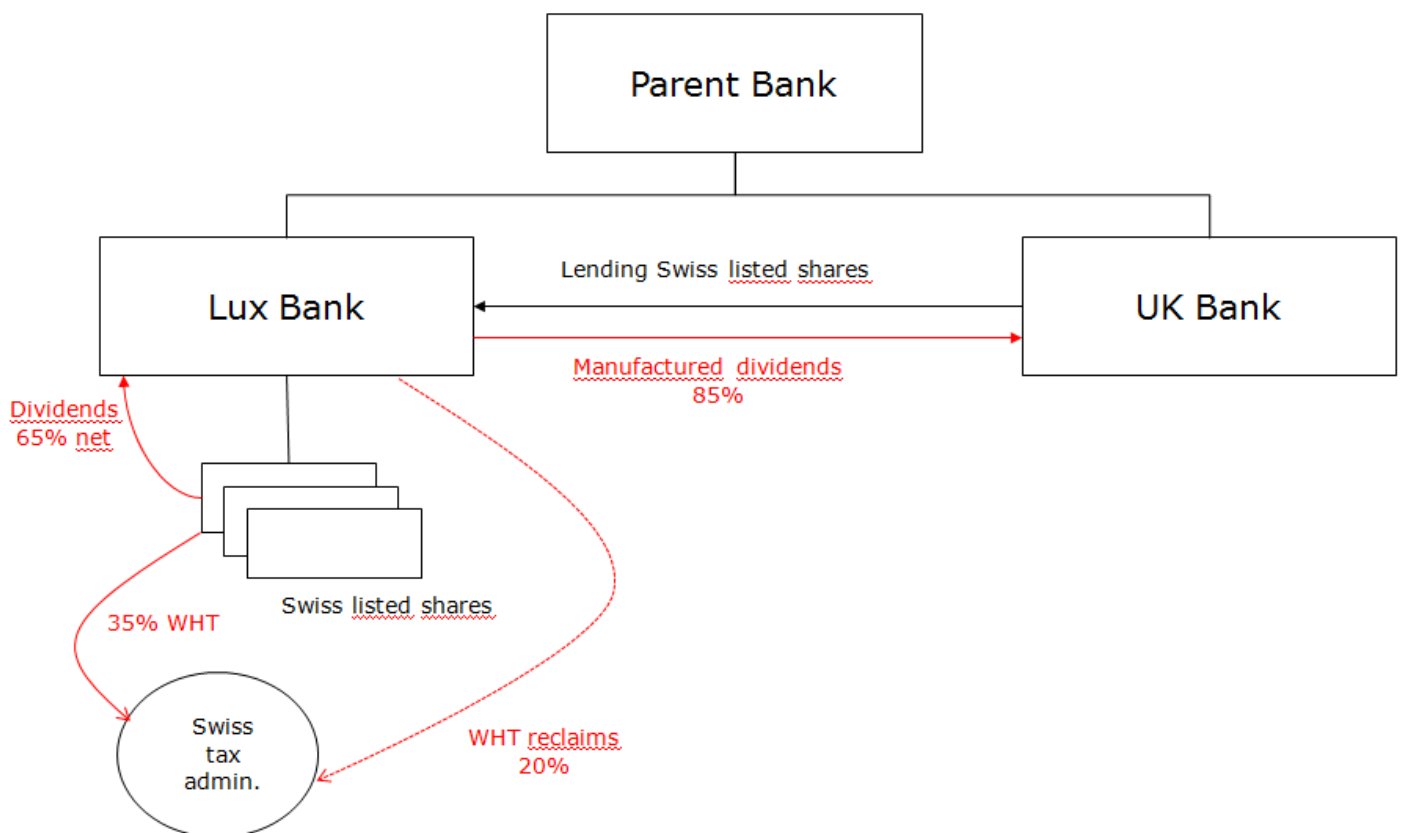 Parent Bank
Lending Swiss listed shares
Lux Bank
UK Bank
Manufactured dividends
85%
Dividends
65% net
Swiss listed shares
35% WHT
Swiss
tax
admin.
WHT reclaims
20%